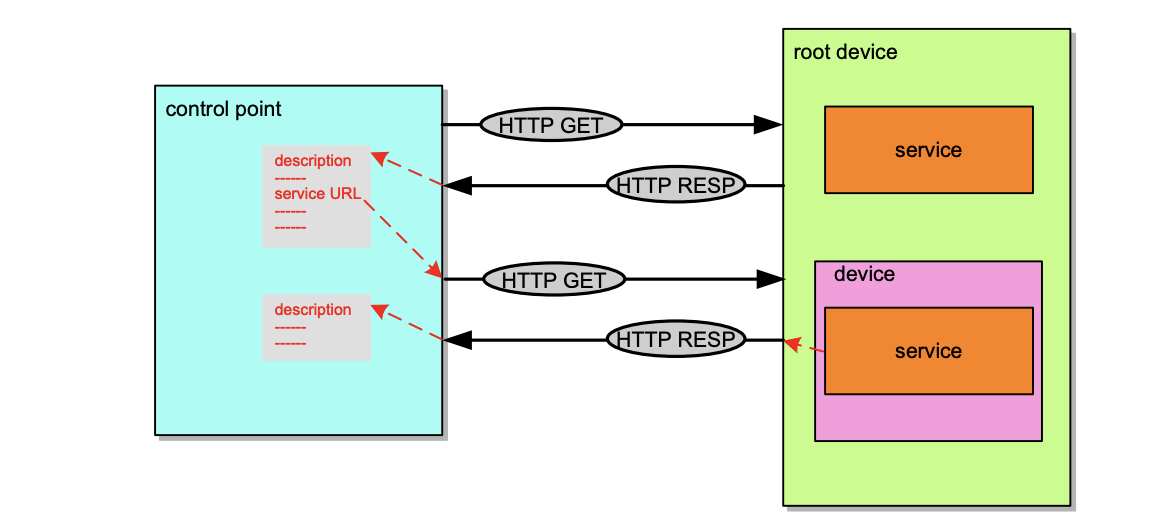 root device
control point
HTTP GET
service
description
------
service URL
------
------
HTTP RESP
device
HTTP GET
description
------
------
HTTP RESP
service